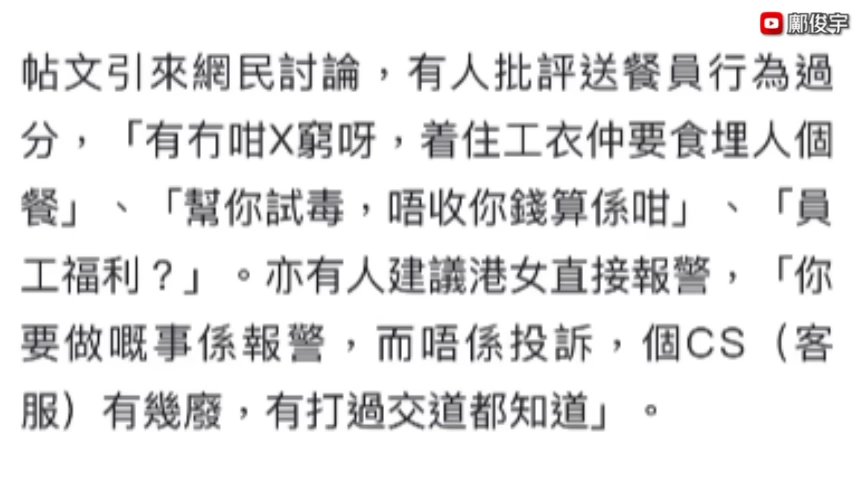 鄺俊宇
帖文引來網民討論，有人批評送餐員行為過
分，「有冇咁X窮呀，着住工衣仲要食埋人個
餐」、「幫你試毒，唔收你錢算係咁」、「員
工福利？」。亦有人建議港女直接報警，「你
要做嘅事係報警，而唔係投訴，個CS（客
服）有幾廢，有打過交道都知道」。